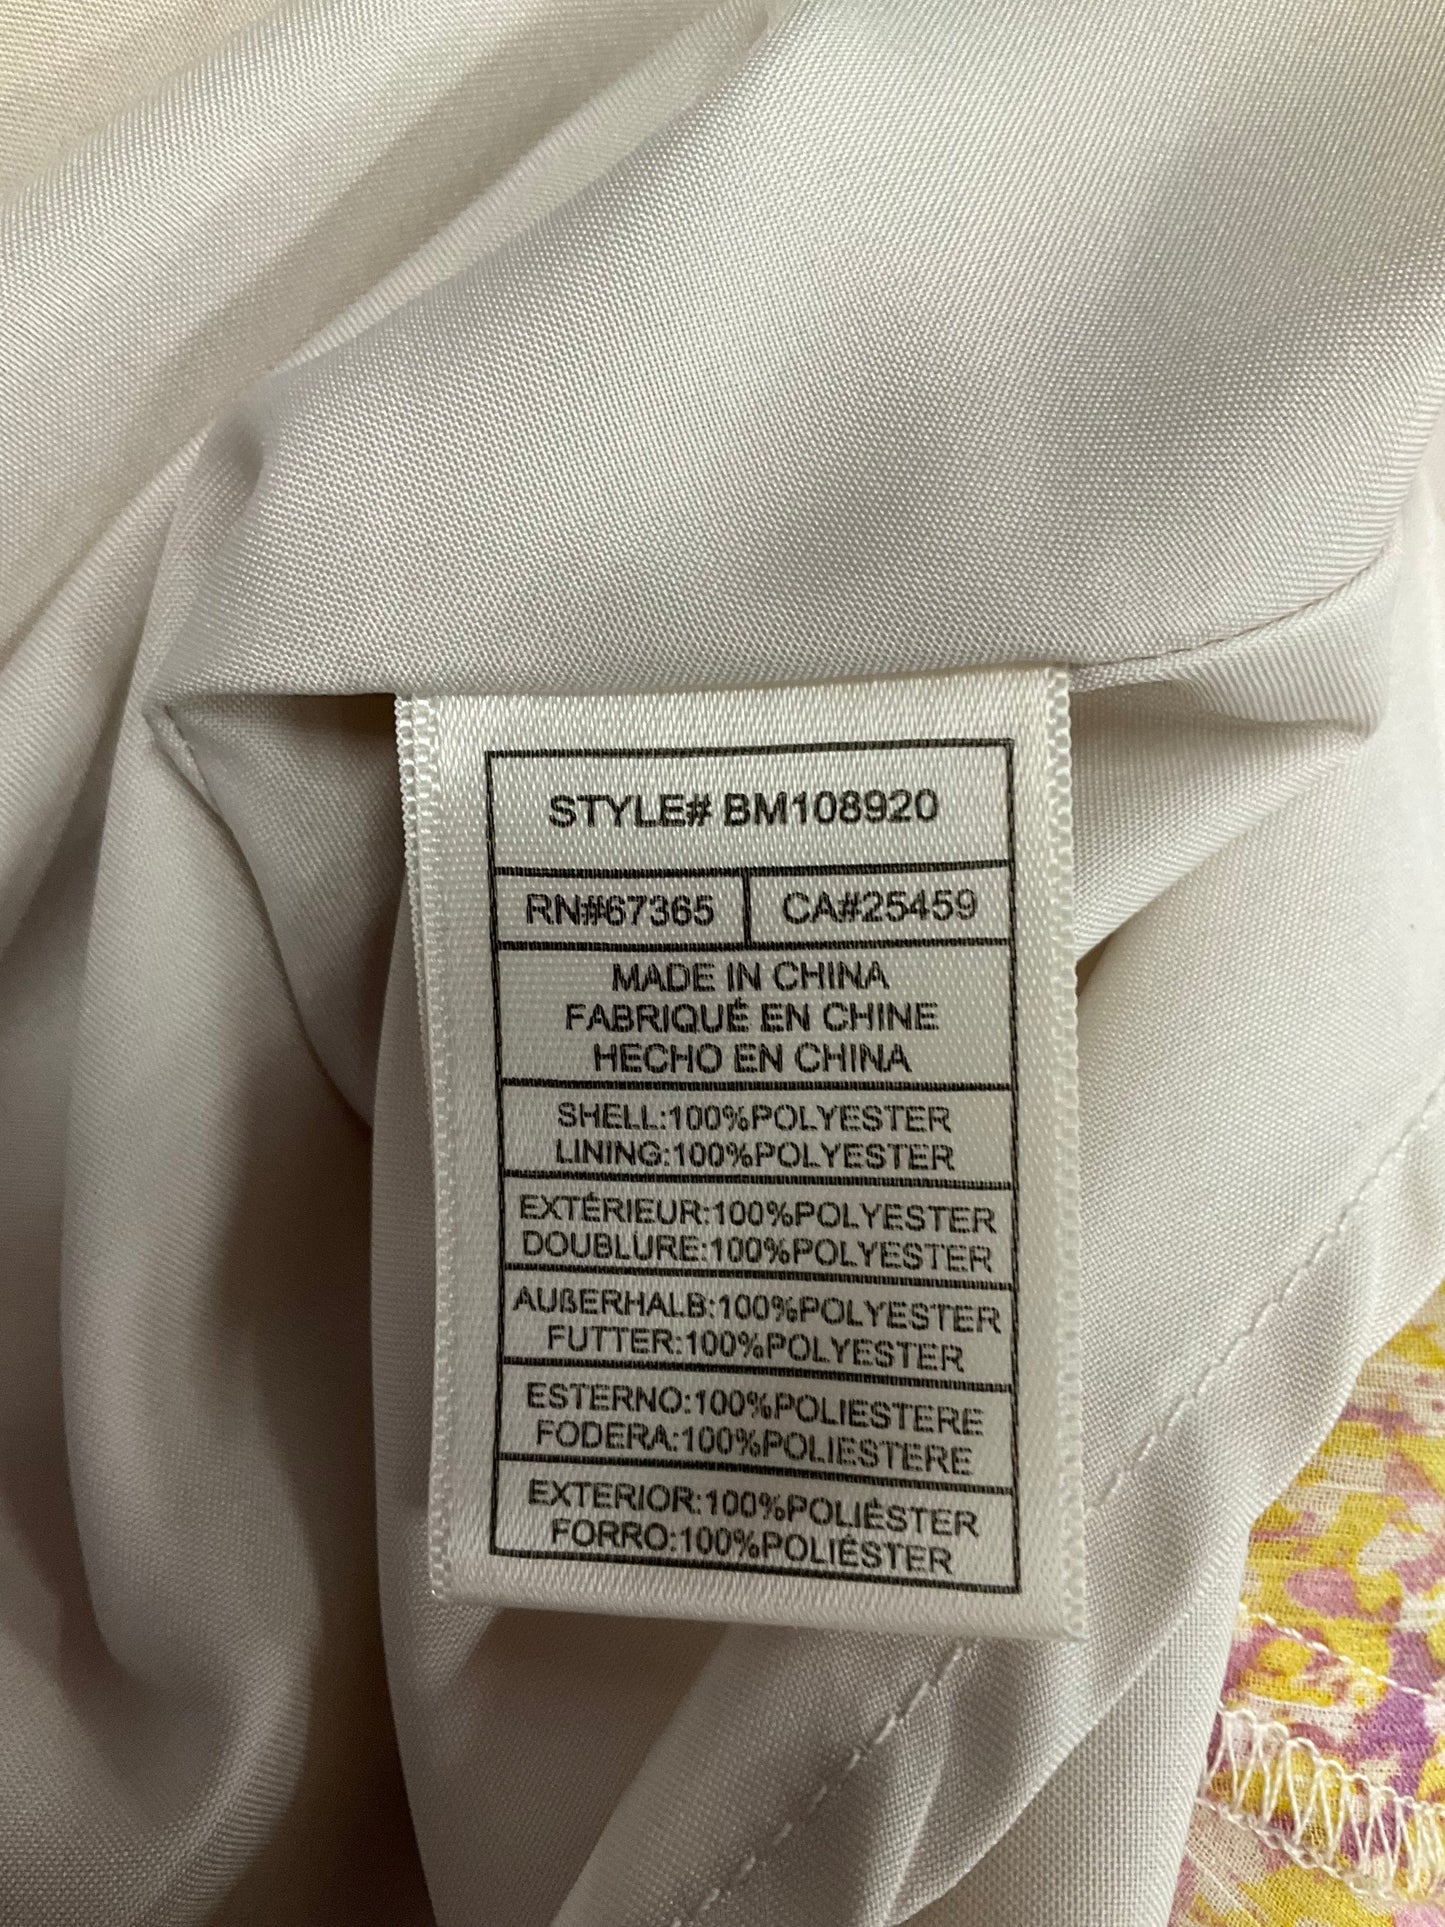 STYLE# BM108920
RN#67365 CA#25459
MADE IN CHINA
FABRIQUÉ EN CHINE
HECHO EN CHINA
SHELL:100%POLYESTER
LINING:100%POLYESTER
EXTÉRIEUR:100%POLYESTER
DOUBLURE:100%POLYESTER
AUßERHALB:100%POLYESTER
FUTTER:100%POLYESTER
ESTERNO:100%POLIESTERE
FODERA:100%POLIESTERE
EXTERIOR:100%POLIÉSTER
FORRO:100%POLIÉSTER